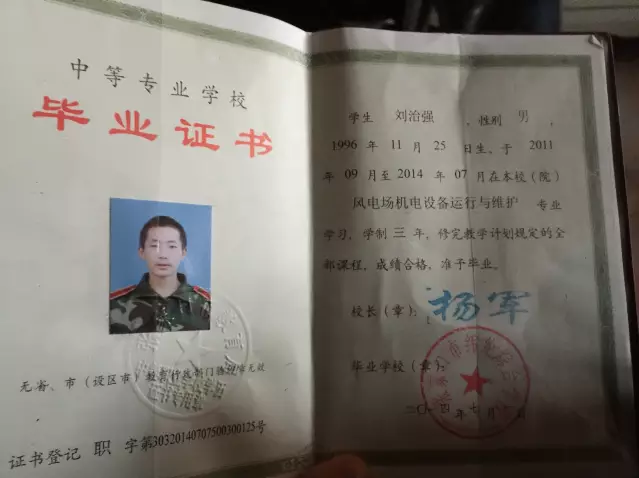 中等专业学校
毕业证书
无省、市(设区市)教育行政部门验印无效
证书登记 职 字第3032014070750030​0125号
学生 刘治强 ,性别 男 ,
1996 年 11 月 25 日生,于 2011
年 09 月至 2014 年 07 月在本校(院)
风电场机电设备运行与维护 专业
学习,学制 三 年,修完教学计划规定的全
部课程,成绩合格,准予毕业。
校长(章): 杨军
毕业学校(章):
二〇一四年七月 日